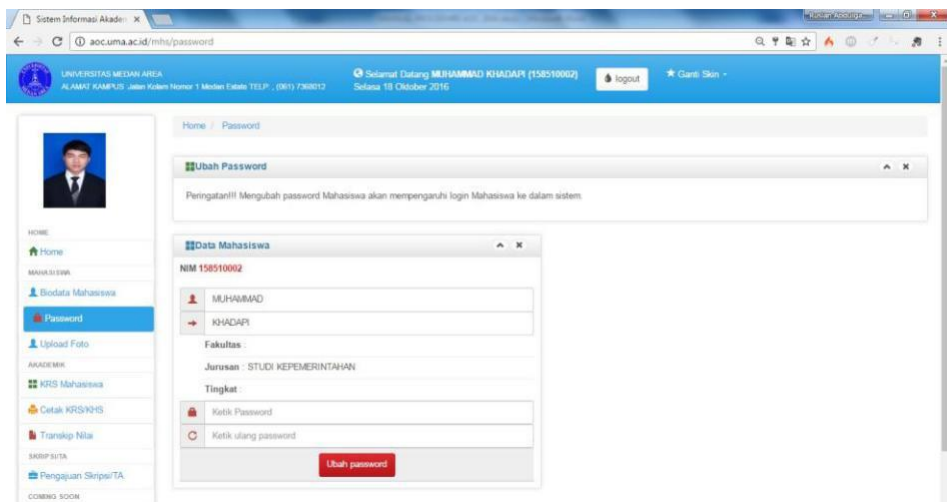 Sistem Informasi Akader
aoc.uma.ac.id/mhs/password
UNIVERSITAS MEDAN AREA
ALAMAT KAMPUS :Jalan Kolam Nomor 1 Medan Estate TELP: , (061) 7368012
Selamat Datang MUHAMMAD KHADAPI (158510002)
Selasa 18 Oktober 2016
logout
Ganti Skin
Home / Password
Ubah Password
Peringatan!!! Mengubah password Mahasiswa akan mempengaruhi login Mahasiswa ke dalam sistem
HOME
Home
MAHASISWA
Biodata Mahasiswa
Password
Upload Foto
AKADEMIK
KRS Mahasiswa
Cetak KRS/KHS
Transkip Nilai
SKRIPSI/TA
Pengajuan Skripsi/TA
COMING SOON
Data Mahasiswa
NIM 158510002
MUHAMMAD
KHADAPI
Fakultas :
Jurusan : STUDI KEPEMERINTAHAN
Tingkat :
Ketik Password
Ketik ulang password
Ubah password